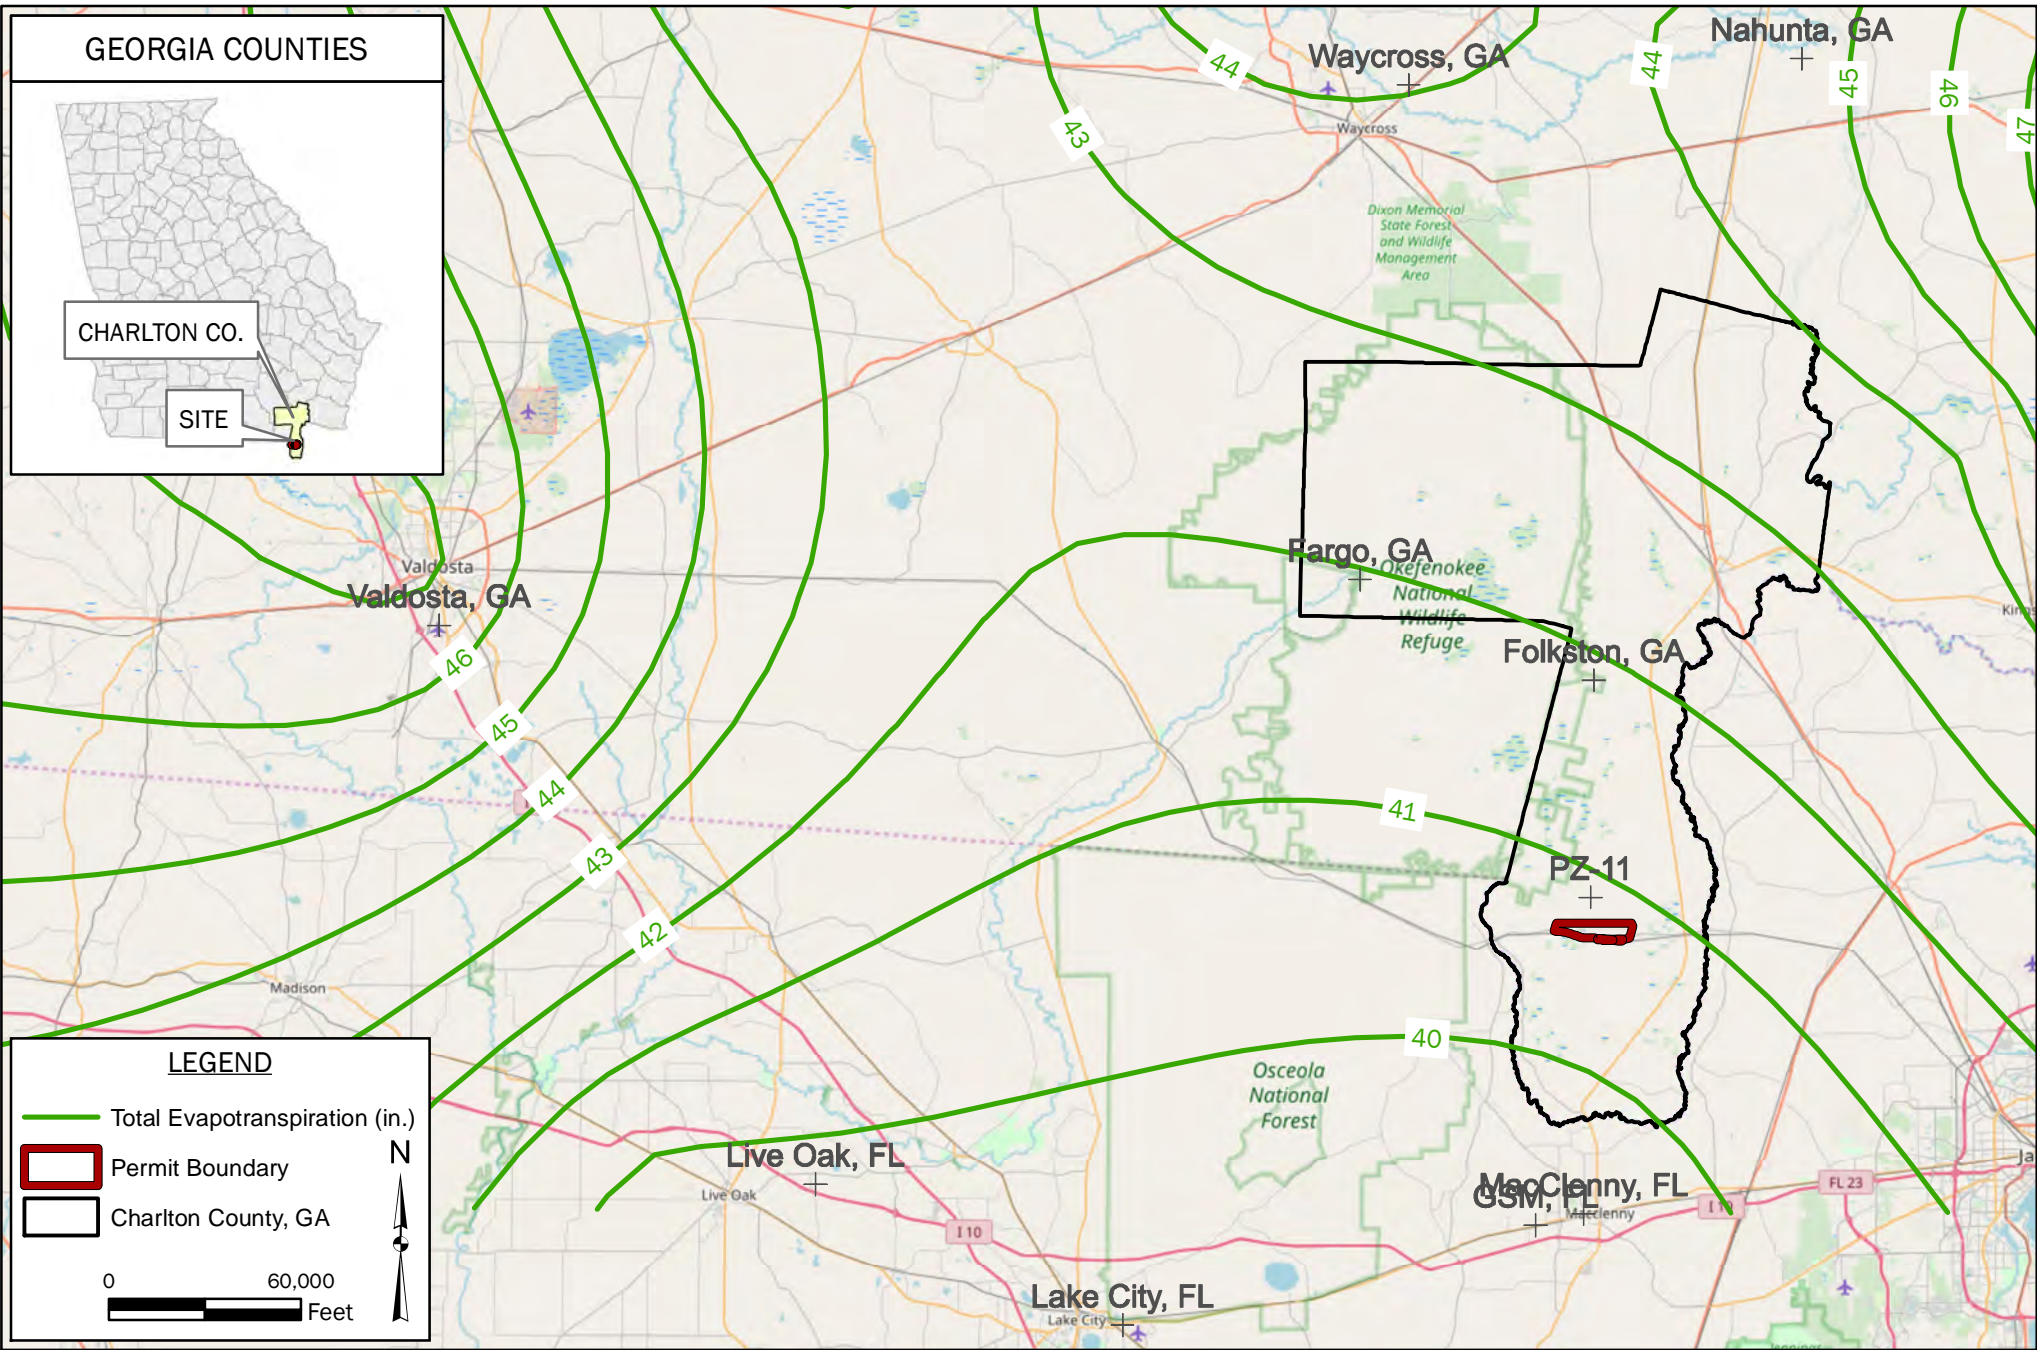 GEORGIA COUNTIES
CHARLTON CO.
SITE
44
Waycross, GA
Waycross
43
44
Nahunta, GA
45
46
47
Dixon Memorial
State Forest
and Wildlife
Management
Area
Valdosta
Valdosta, GA
46
45
44
43
42
Fargo, GA
Okefenokee
National
Wildlife
Refuge
Folkston, GA
41
PZ-11
40
Madison
Osceola
National
Forest
Live Oak, FL
Live Oak
I 10
MacClenny, FL
GSM, FL
Macclenny
FL 23
Lake City, FL
Lake City
LEGEND
Total Evapotranspiration (in.)
Permit Boundary
Charlton County, GA
N
0 60,000
Feet